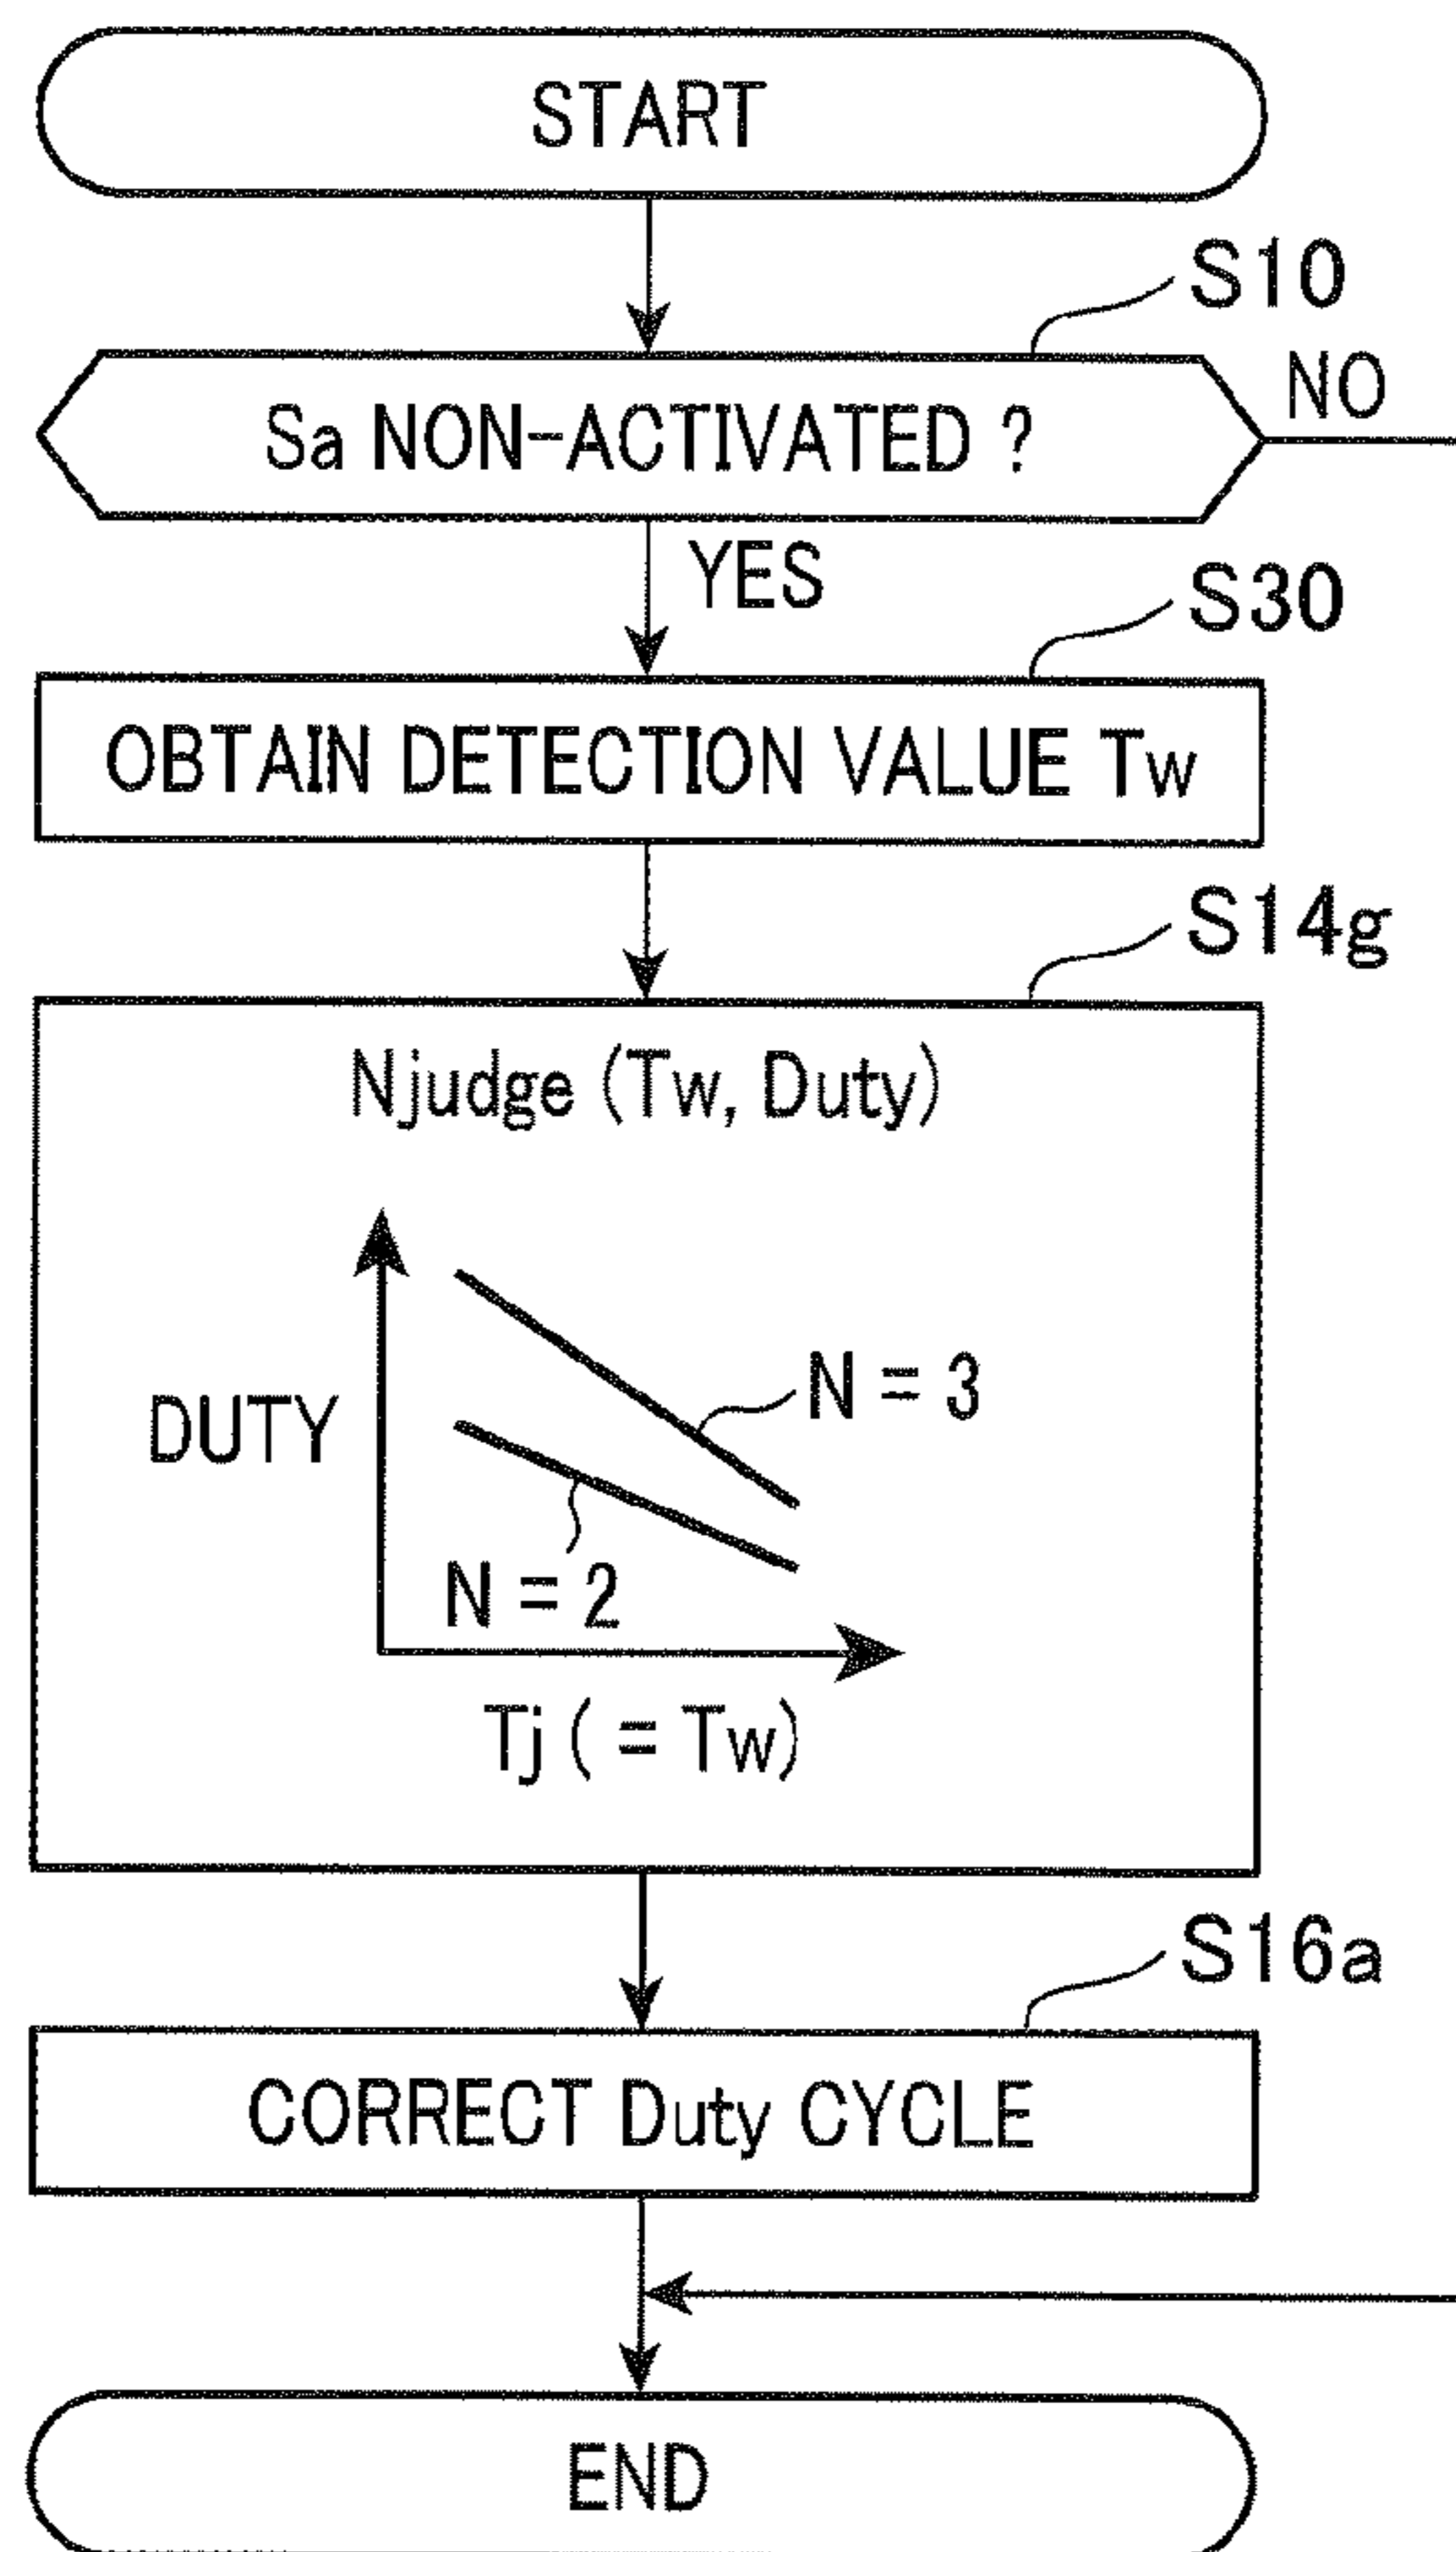 START
S10
Sa NON-ACTIVATED ?
NO
YES
S30
OBTAIN DETECTION VALUE Tw
S14g
Njudge (Tw, Duty)
DUTY
N = 3
N = 2
Tj ( = Tw)
S16a
CORRECT Duty CYCLE
END